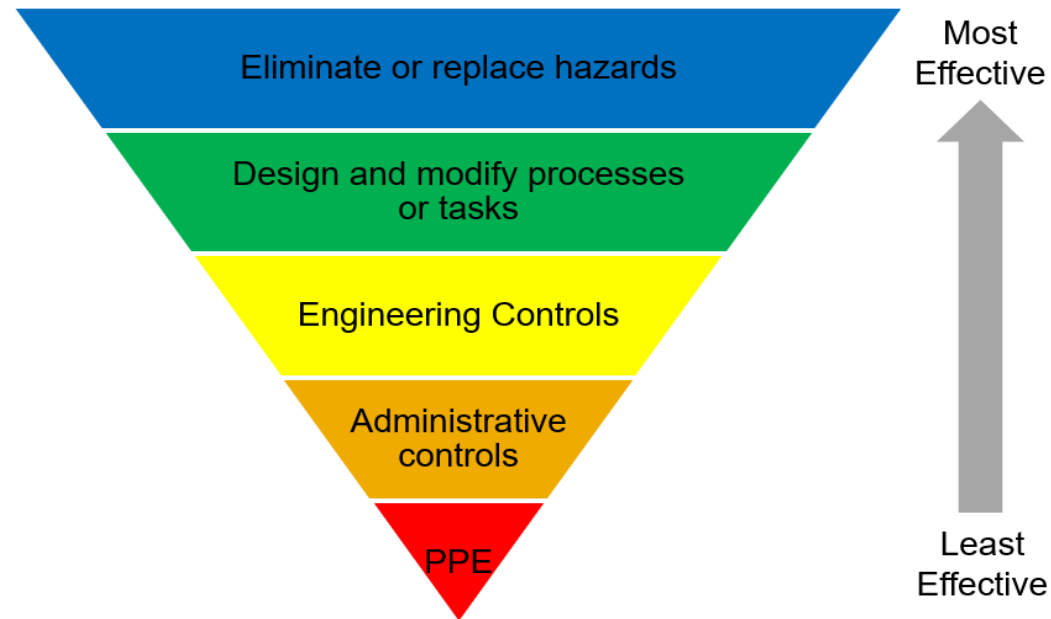 Eliminate or replace hazards
Design and modify processes
or tasks
Engineering Controls
Administrative
controls
PPE
Most
Effective
Least
Effective